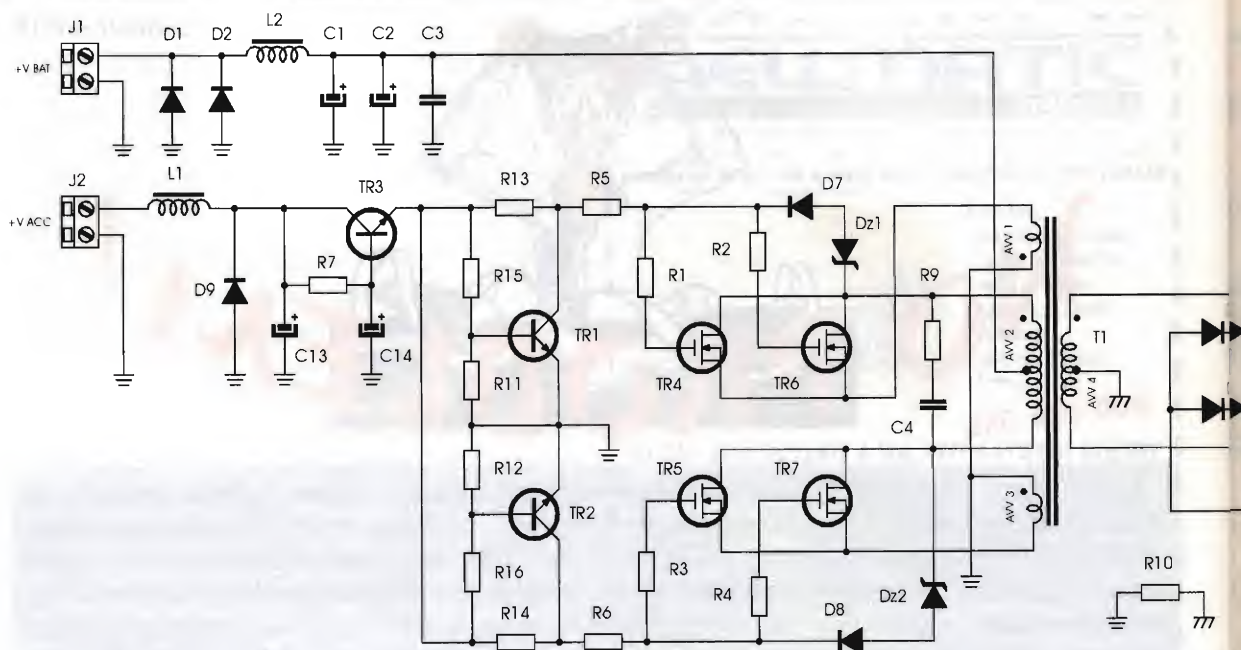 J1
D1
D2
L2
C1
C2
C3
+V BAT
+
+
J2
L1
TR3
R13
R5
D7
+V ACC
Dz1
AVV 1
R7
R15
R1
R2
R9
D9
+
+
C13
C14
TR1
TR4
TR6
AVV 2
T1
AVV 4
R11
C4
R12
TR2
TR5
TR7
AVV 3
R16
R3
R4
Dz2
R10
R14
R6
D8